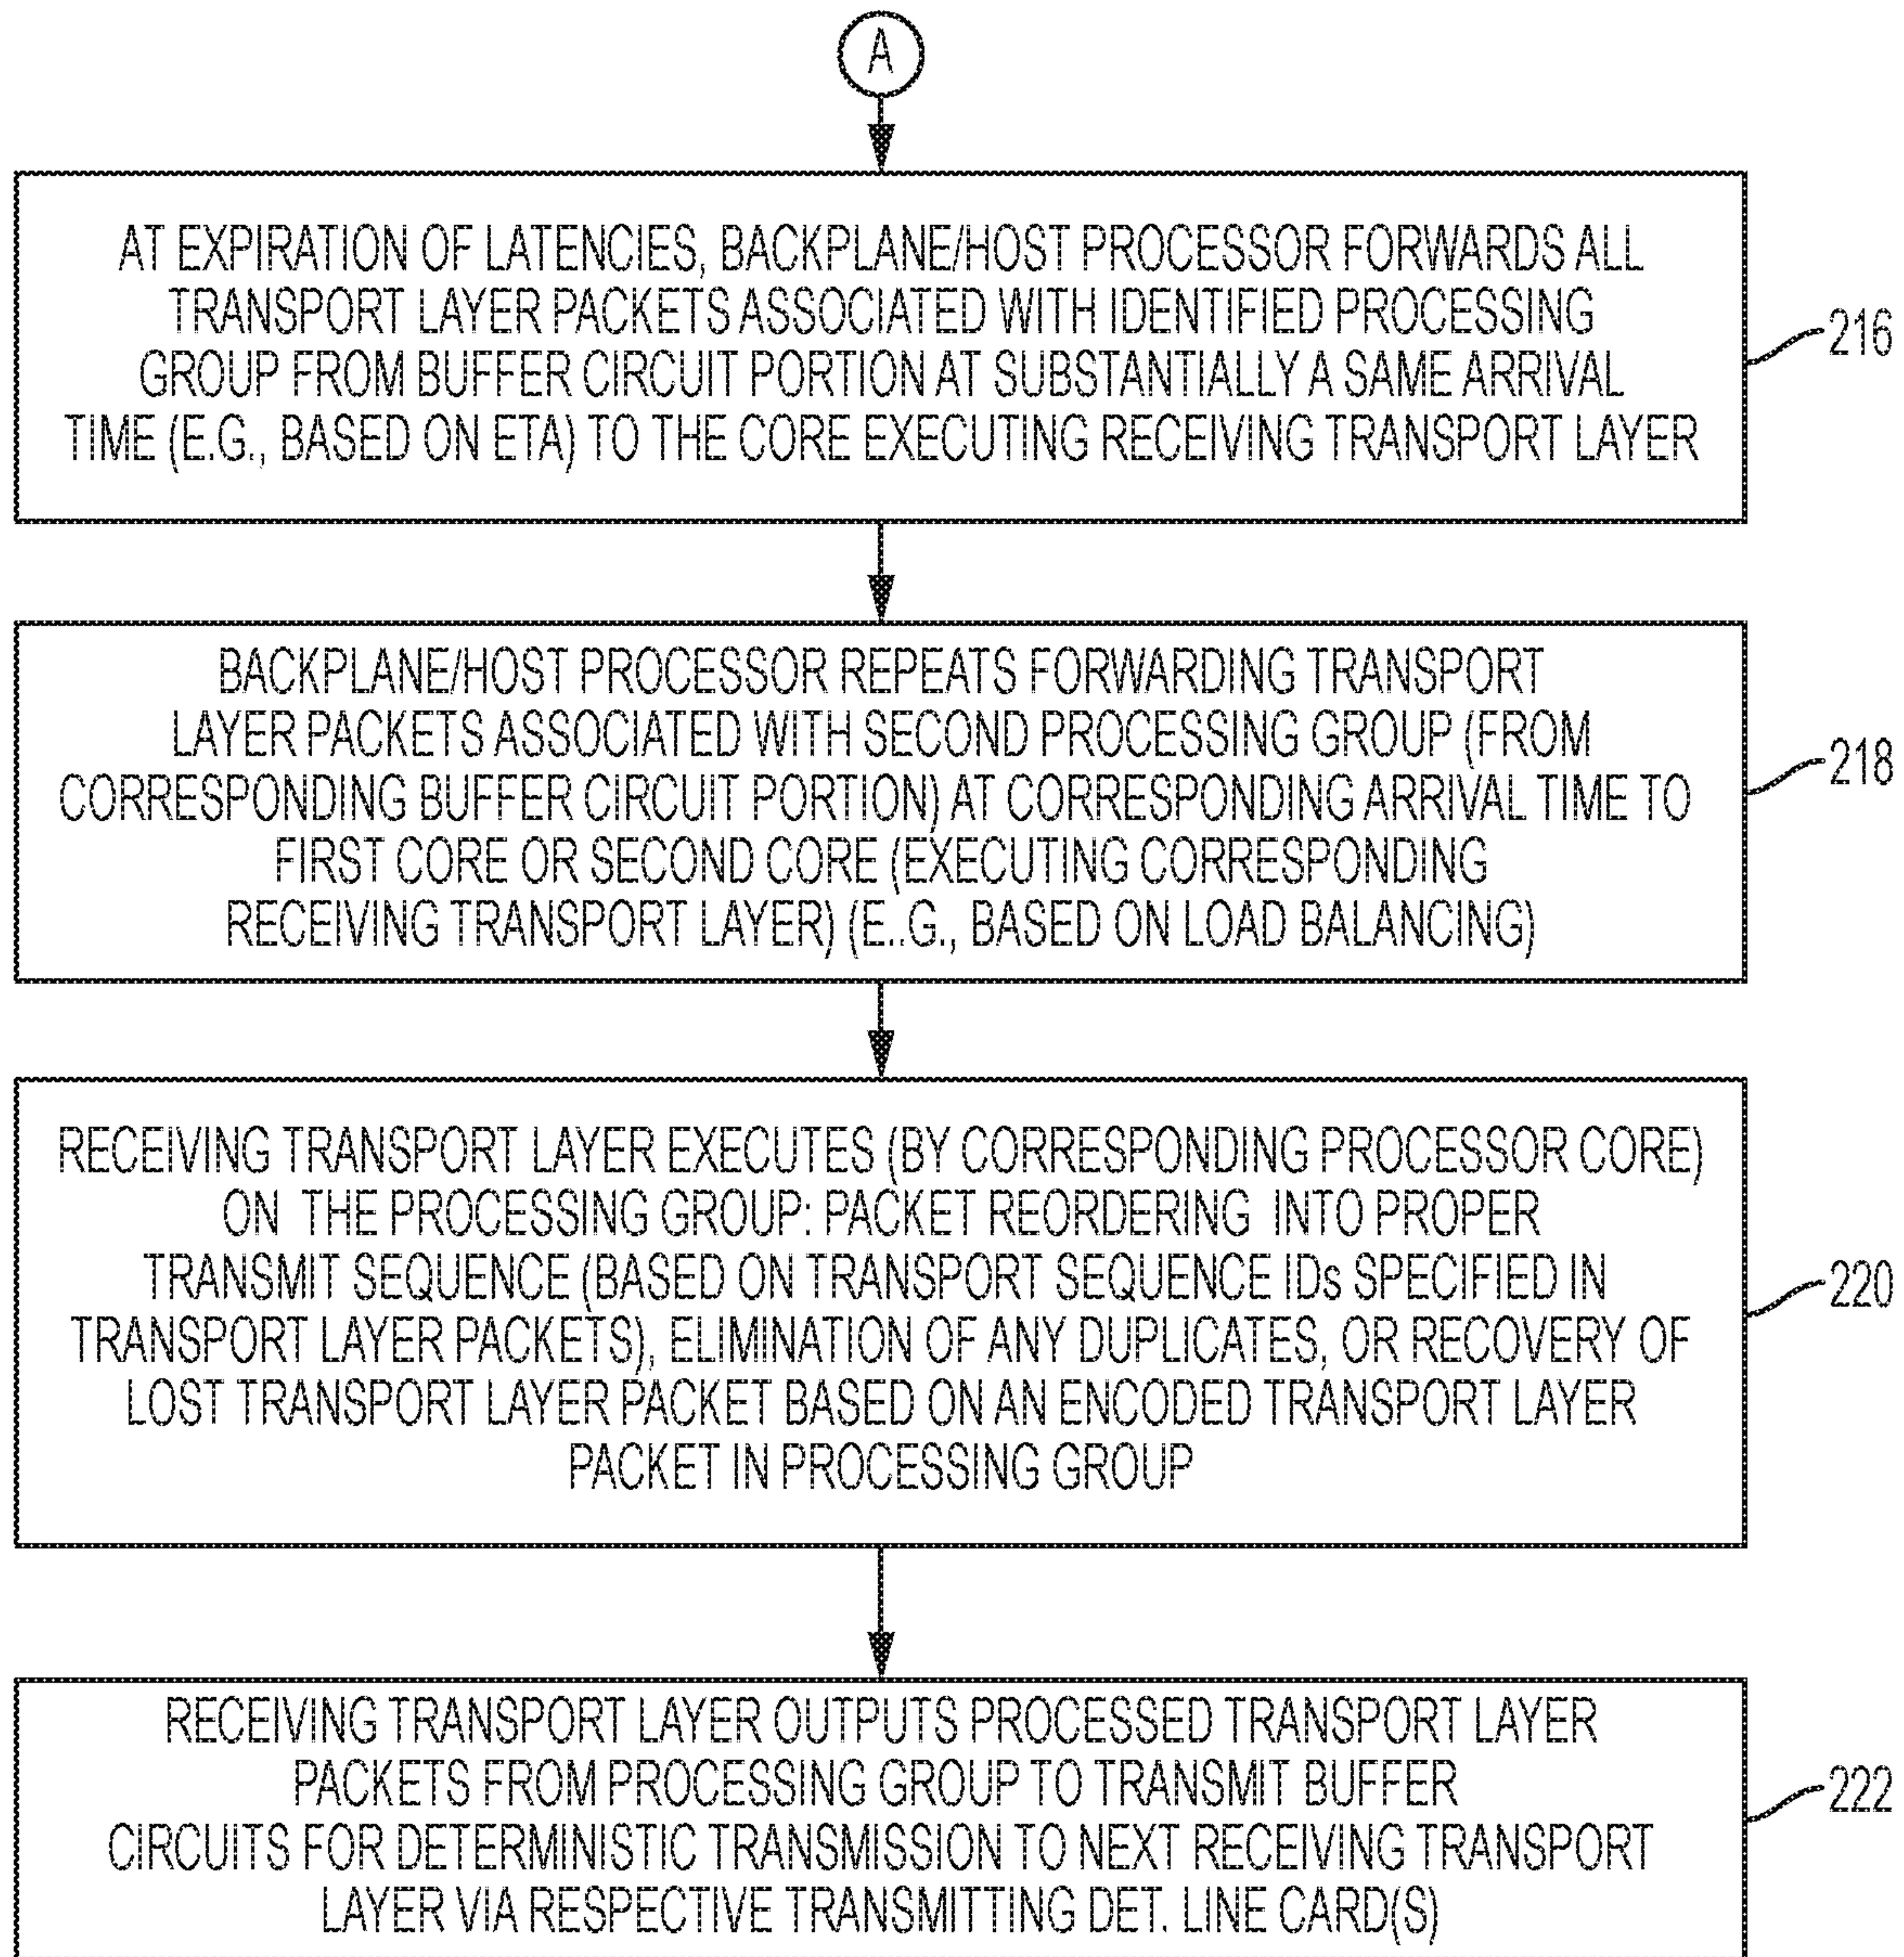 A
AT EXPIRATION OF LATENCIES, BACKPLANE/HOST PROCESSOR FORWARDS ALL
TRANSPORT LAYER PACKETS ASSOCIATED WITH IDENTIFIED PROCESSING
GROUP FROM BUFFER CIRCUIT PORTION AT SUBSTANTIALLY A SAME ARRIVAL
TIME (E.G., BASED ON ETA) TO THE CORE EXECUTING RECEIVING TRANSPORT LAYER
216
BACKPLANE/HOST PROCESSOR REPEATS FORWARDING TRANSPORT
LAYER PACKETS ASSOCIATED WITH SECOND PROCESSING GROUP (FROM
CORRESPONDING BUFFER CIRCUIT PORTION) AT CORRESPONDING ARRIVAL TIME TO
FIRST CORE OR SECOND CORE (EXECUTING CORRESPONDING
RECEIVING TRANSPORT LAYER) (E..G., BASED ON LOAD BALANCING)
218
RECEIVING TRANSPORT LAYER EXECUTES (BY CORRESPONDING PROCESSOR CORE)
ON THE PROCESSING GROUP: PACKET REORDERING INTO PROPER
TRANSMIT SEQUENCE (BASED ON TRANSPORT SEQUENCE IDs SPECIFIED IN
TRANSPORT LAYER PACKETS), ELIMINATION OF ANY DUPLICATES, OR RECOVERY OF
LOST TRANSPORT LAYER PACKET BASED ON AN ENCODED TRANSPORT LAYER
PACKET IN PROCESSING GROUP
220
RECEIVING TRANSPORT LAYER OUTPUTS PROCESSED TRANSPORT LAYER
PACKETS FROM PROCESSING GROUP TO TRANSMIT BUFFER
CIRCUITS FOR DETERMINISTIC TRANSMISSION TO NEXT RECEIVING TRANSPORT
LAYER VIA RESPECTIVE TRANSMITTING DET. LINE CARD(S)
222